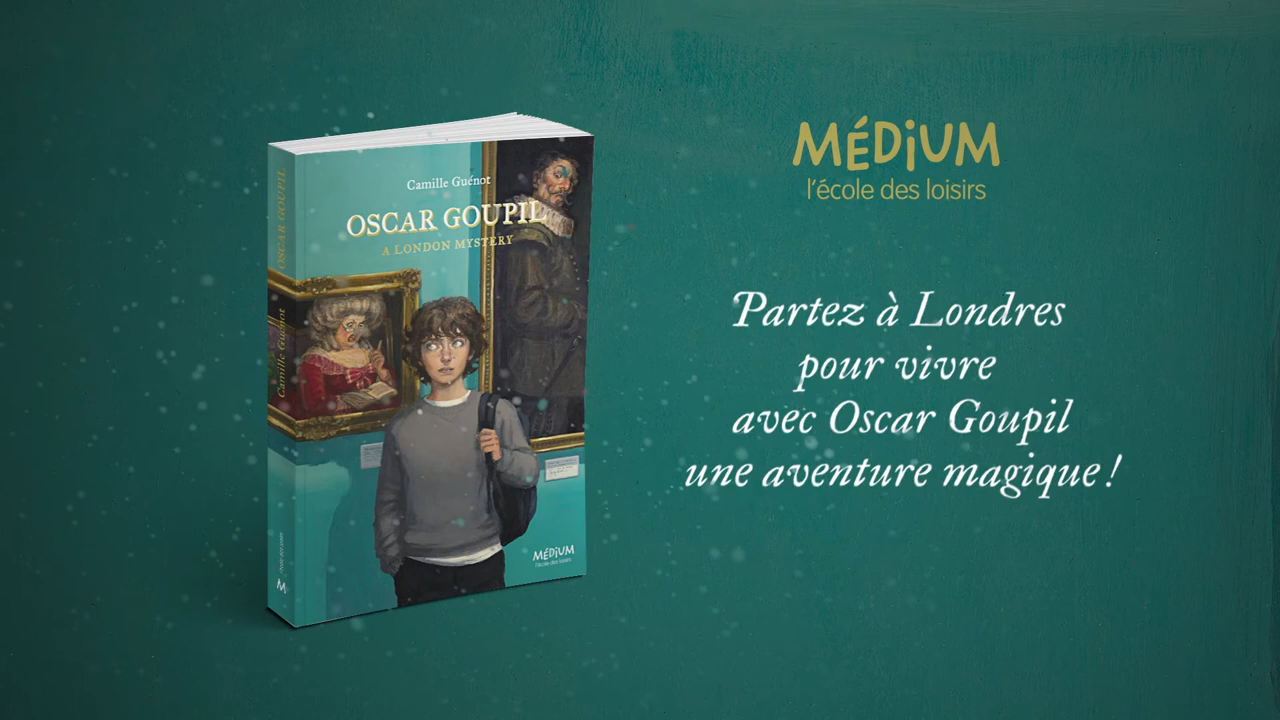 OSCAR GOUPIL
Camille Guénot
Camille Guénot
OSCAR GOUPIL
A LONDON MYSTERY
MÉDIUM
l'école des loisirs
MÉDIUM
l'école des loisirs
Partez à Londres
pour vivre
avec Oscar Goupil
une aventure magique !